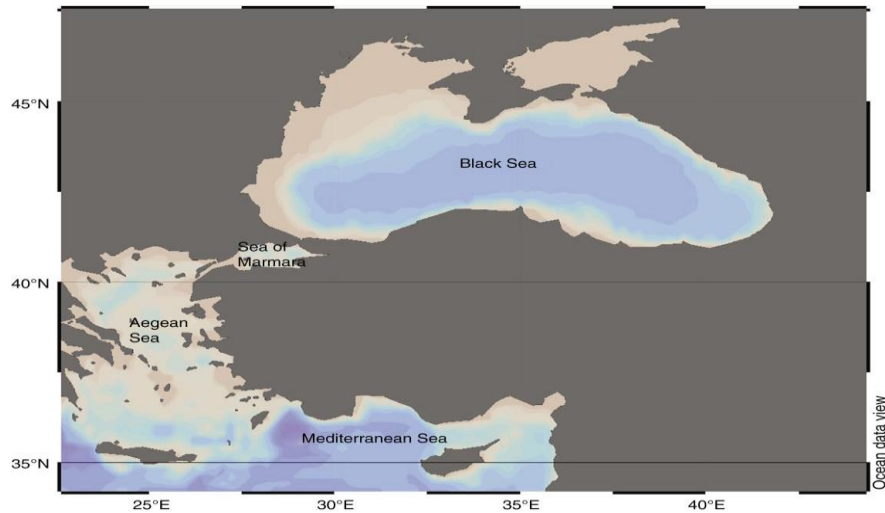 45°N
Black Sea
Sea of
Marmara
40°N
Aegean
Sea
Mediterranean Sea
35°N
25°E
30°E
35°E
40°E
Ocean data view